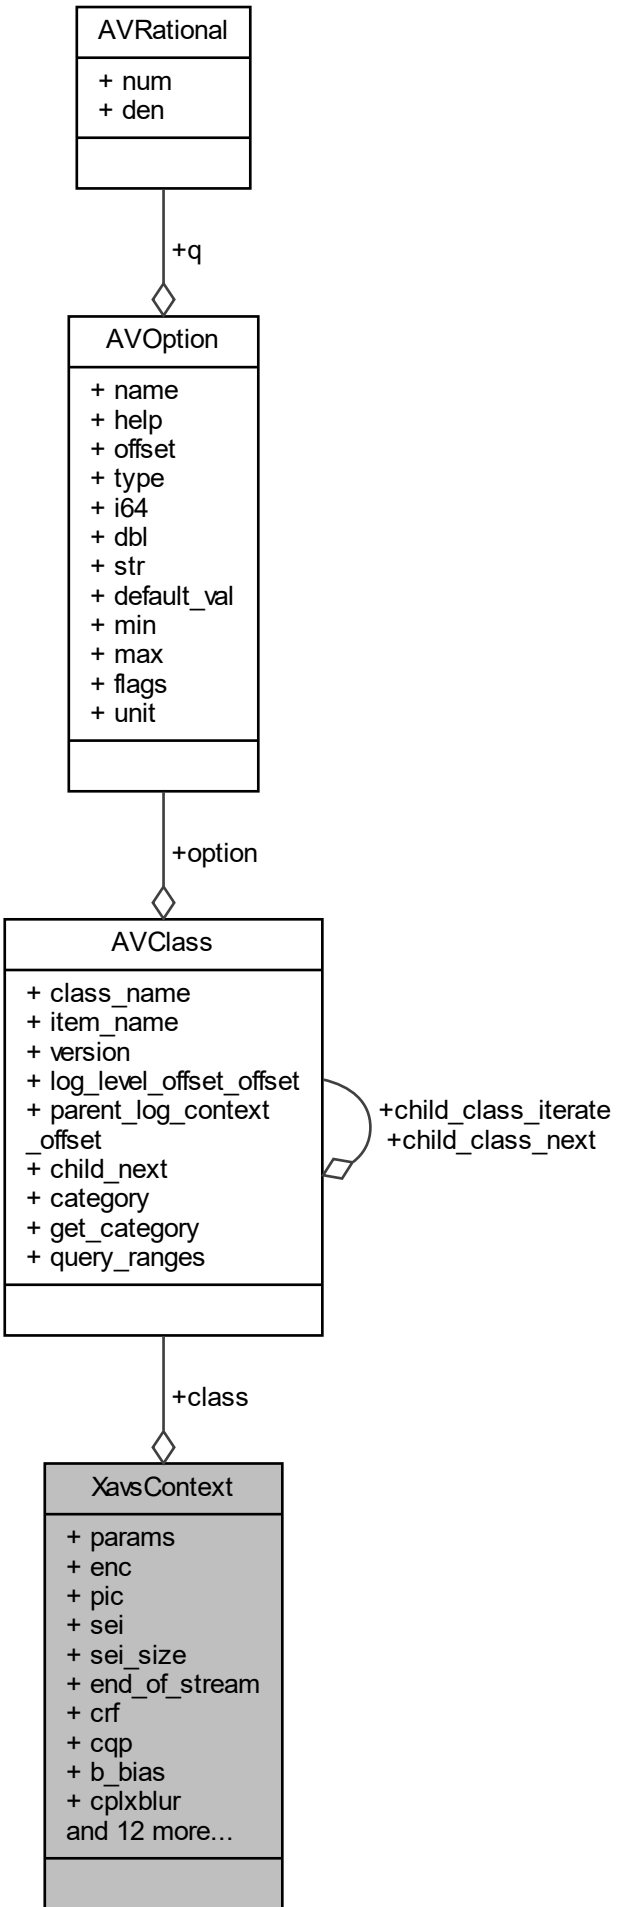 AVRational
+ num
+ den
+q
AVOption
+ name
+ help
+ offset
+ type
+ i64
+ dbl
+ str
+ default_val
+ min
+ max
+ flags
+ unit
+option
AVClass
+ class_name
+ item_name
+ version
+ log_level_offset_offset
+ parent_log_context
_offset
+ child_next
+ category
+ get_category
+ query_ranges
+child_class_iterate
+child_class_next
+class
XavsContext
+ params
+ enc
+ pic
+ sei
+ sei_size
+ end_of_stream
+ crf
+ cqp
+ b_bias
+ cplxblur
and 12 more...